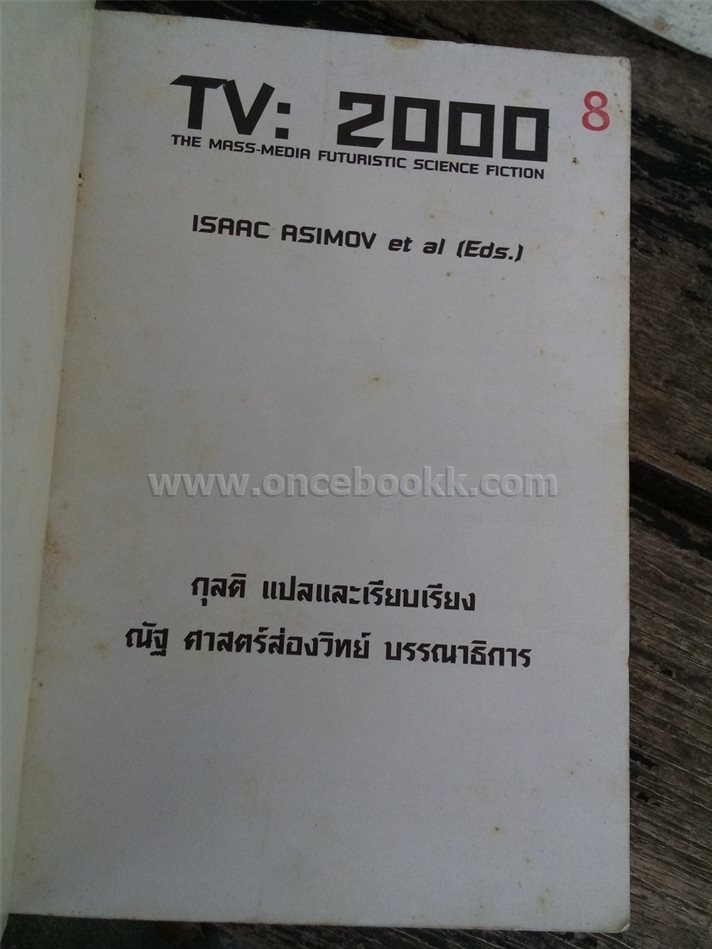 TV: 2000 8
THE MASS-MEDIA FUTURISTIC SCIENCE FICTION
ISAAC ASIMOV et al (Eds.)
www.oncebookk.com
กุลติ แปลและเรียบเรียง
ณัฐ ศาสตร์ส่องวิทย์ บรรณาธิการ